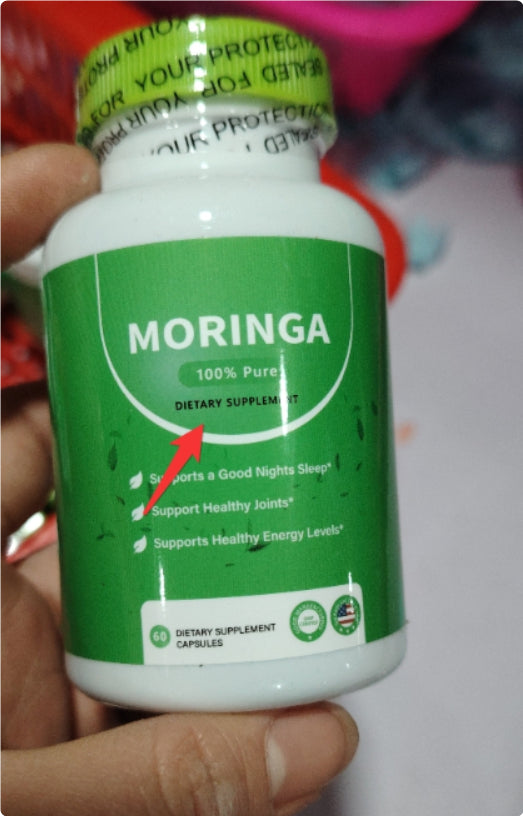 YOUR PROTECTION
SEALED FOR
YOUR PROTECTION
SEALED
MORINGA
100% Pure
DIETARY SUPPLEMENT
Supports a Good Nights Sleep*
Support Healthy Joints*
Supports Healthy Energy Levels*
60 DIETARY SUPPLEMENT
CAPSULES